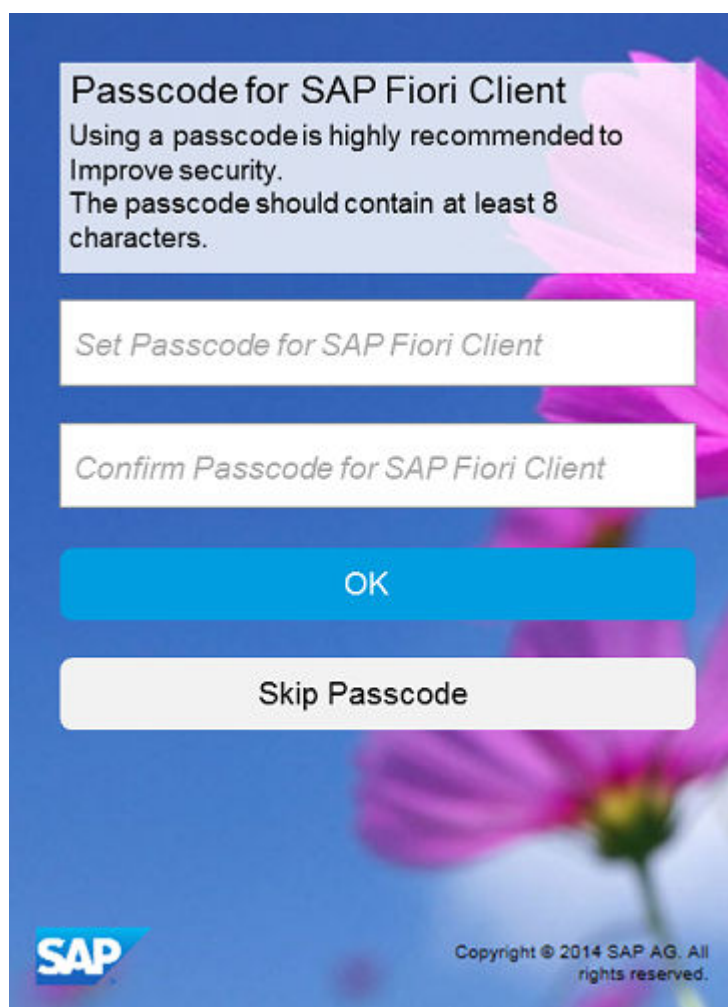 Passcode for SAP Fiori Client
Using a passcode is highly recommended to
Improve security.
The passcode should contain at least 8
characters.
Set Passcode for SAP Fiori Client
Confirm Passcode for SAP Fiori Client
OK
Skip Passcode
SAP
Copyright © 2014 SAP AG. All
rights reserved.